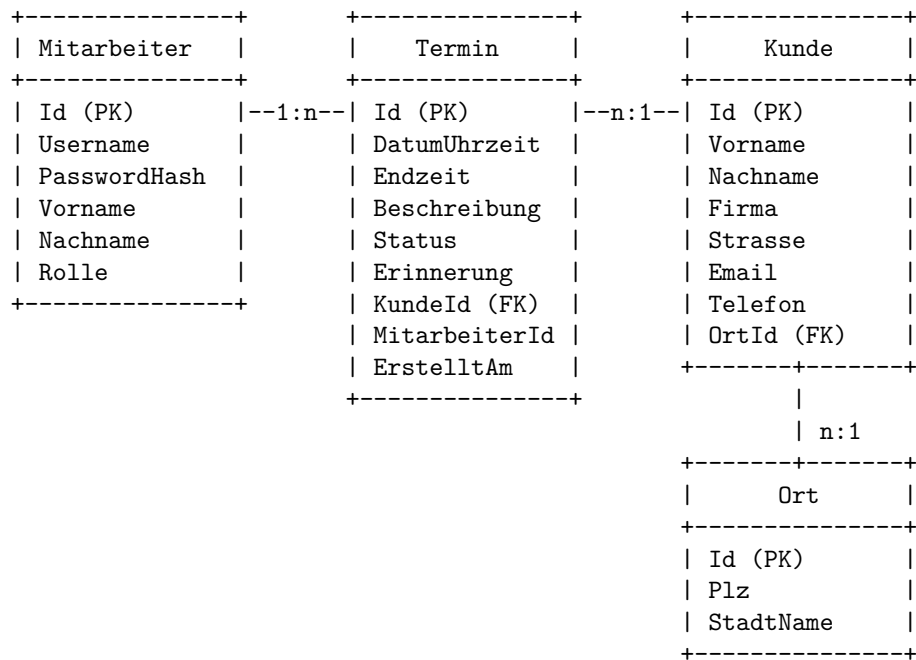 +---------------+      +---------------+      +---------------+
| Mitarbeiter   |      |    Termin     |      |     Kunde     |
+---------------+      +---------------+      +---------------+
| Id (PK)       |--1:n--| Id (PK)       |--n:1--| Id (PK)       |
| Username      |      | DatumUhrzeit  |      | Vorname       |
| PasswordHash  |      | Endzeit       |      | Nachname      |
| Vorname       |      | Beschreibung  |      | Firma         |
| Nachname      |      | Status        |      | Strasse       |
| Rolle         |      | Erinnerung    |      | Email         |
+---------------+      | KundeId (FK)  |      | Telefon       |
                       | MitarbeiterId |      | OrtId (FK)    |
                       | ErstelltAm    |      +-------+-------+
                       +---------------+              |
                                                      | n:1
                                              +-------+-------+
                                              |      Ort      |
                                              +---------------+
                                              | Id (PK)       |
                                              | Plz           |
                                              | StadtName     |
                                              +---------------+